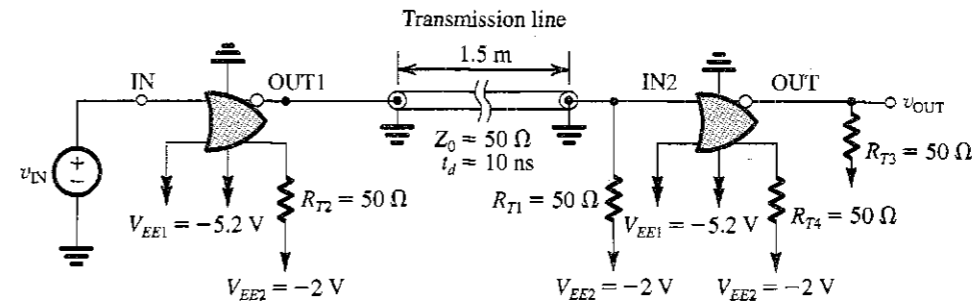 Transmission line
1.5 m
IN
OUT1
IN2
OUT
v_OUT
v_IN
+
−
Z_0 = 50 Ω
t_d = 10 ns
R_T3 = 50 Ω
R_T2 = 50 Ω
R_T1 = 50 Ω
R_T4 = 50 Ω
V_EE1 = −5.2 V
V_EE1 = −5.2 V
V_EE2 = −2 V
V_EE2 = −2 V
V_EE2 = −2 V